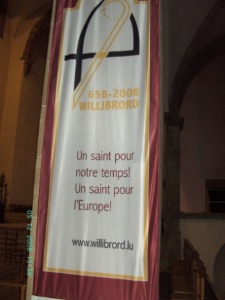 658-2008
WILLIBRORD
Un saint pour
notre temps!
Un saint pour
l'Europe!
www.willibrord.lu